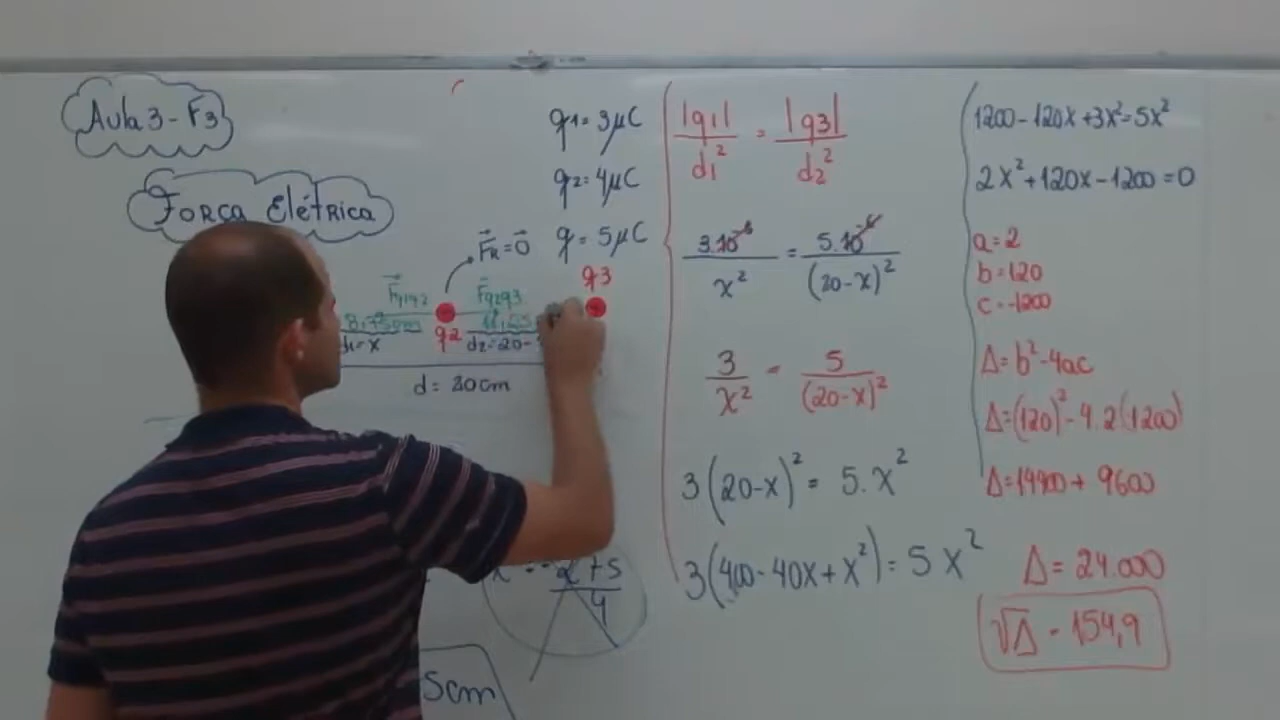 Aula 3 - F3
Força Elétrica
q1 = 3μC
q2 = 4μC
q = 5μC
F⃗R = 0⃗
q3
Fq1q2
Fq2q3
8,75cm
q2
d1 = x
d2 = 20-
d = 20cm
4
5cm
|q1| / d1² = |q3| / d2²
3.10⁻⁶ / x² = 5.10⁻⁶ / (20-x)²
3 / x² = 5 / (20-x)²
3(20-x)² = 5.x²
3(400-40x+x²) = 5x²
1200-120x+3x²=5x²
2x²+120x-1200=0
a=2
b=120
c=-1200
Δ=b²-4ac
Δ=(120)²-4.2(1200)
Δ=14400+9600
Δ=24.000
√Δ = 154,9